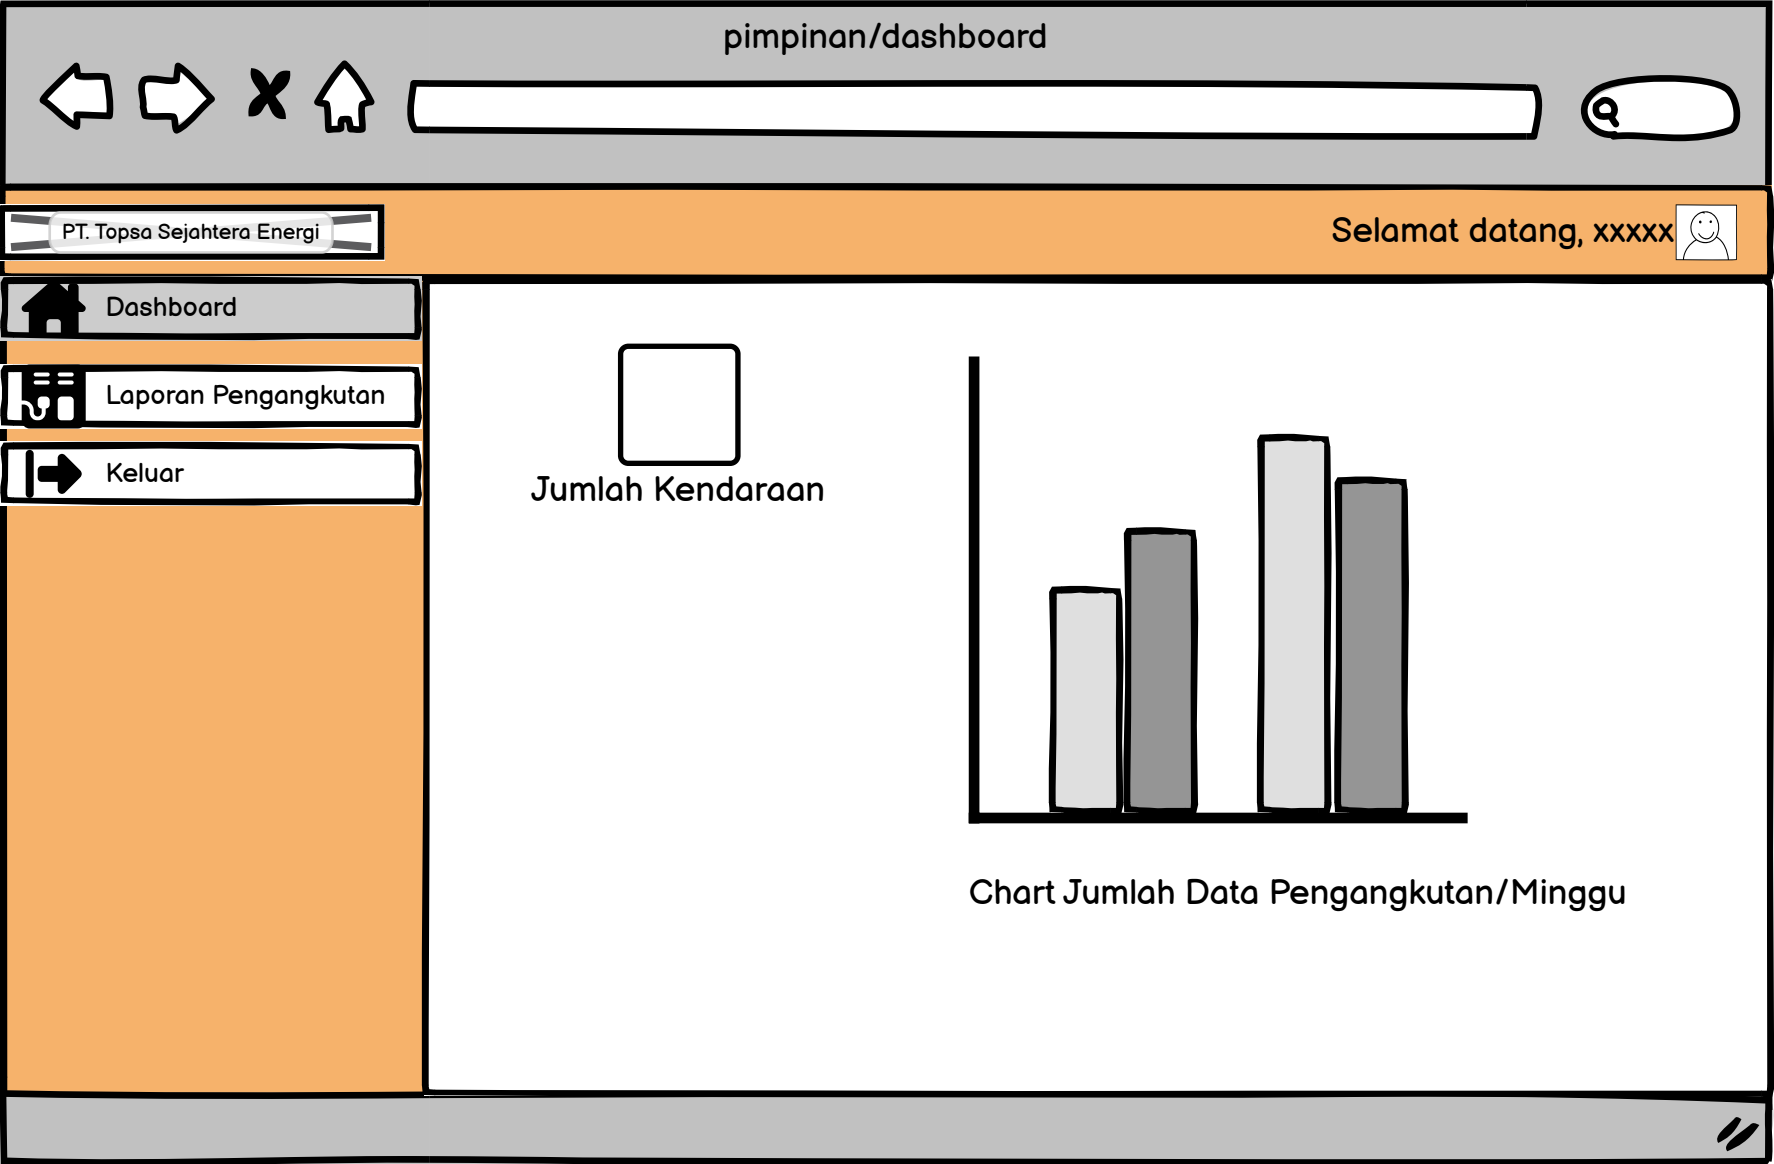 pimpinan/dashboard
PT. Topsa Sejahtera Energi
Selamat datang, xxxxx
Dashboard
Laporan Pengangkutan
Keluar
Jumlah Kendaraan
Chart Jumlah Data Pengangkutan/Minggu